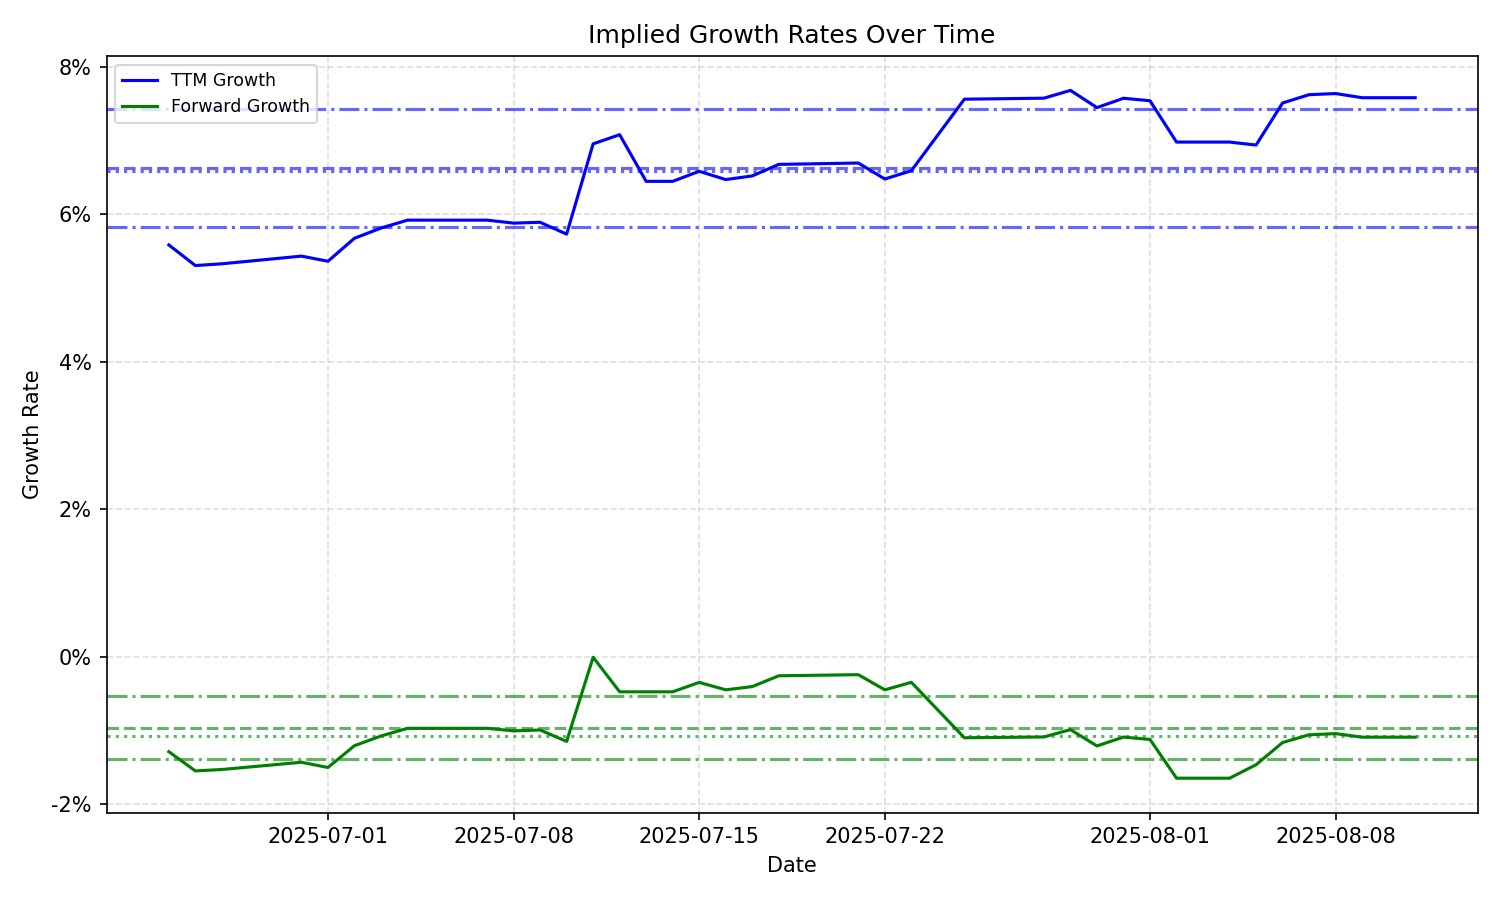 Implied Growth Rates Over Time
TTM Growth
Forward Growth
8%
6%
4%
2%
0%
-2%
Growth Rate
2025-07-01
2025-07-08
2025-07-15
2025-07-22
2025-08-01
2025-08-08
Date